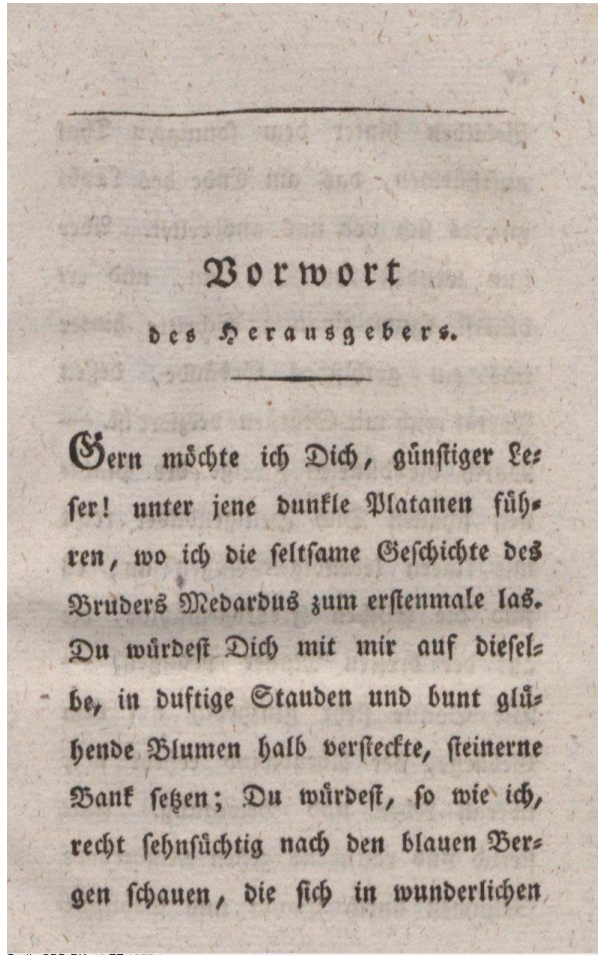 Vorwort
des Herausgebers.
Gern möchte ich Dich, günſtiger Le⸗
ſer! unter jene dunkle Platanen füh⸗
ren, wo ich die ſeltſame Geſchichte des
Bruders Medardus zum erſtenmale las.
Du würdeſt Dich mit mir auf dieſel⸗
be, in duftige Stauden und bunt glü⸗
hende Blumen halb verſteckte, ſteinerne
Bank ſetzen; Du würdeſt, ſo wie ich,
recht ſehnſüchtig nach den blauen Ber⸗
gen ſchauen, die ſich in wunderlichen